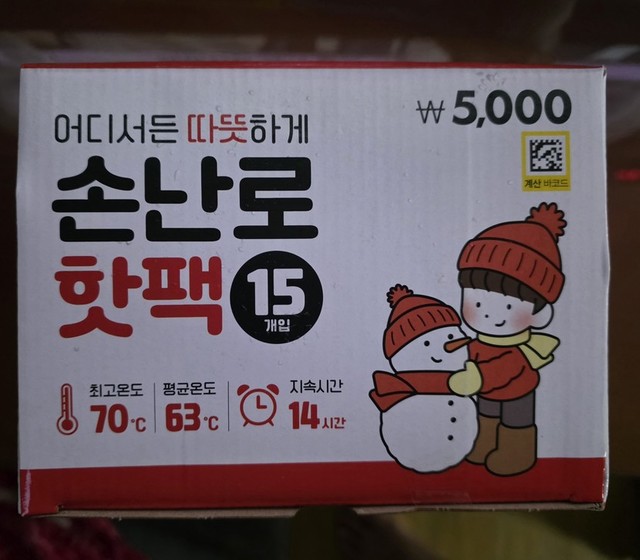 ₩ 5,000
계산 바코드
어디서든 따뜻하게
손난로
핫팩 15개입
최고온도 평균온도 지속시간
70℃ 63℃ 14시간